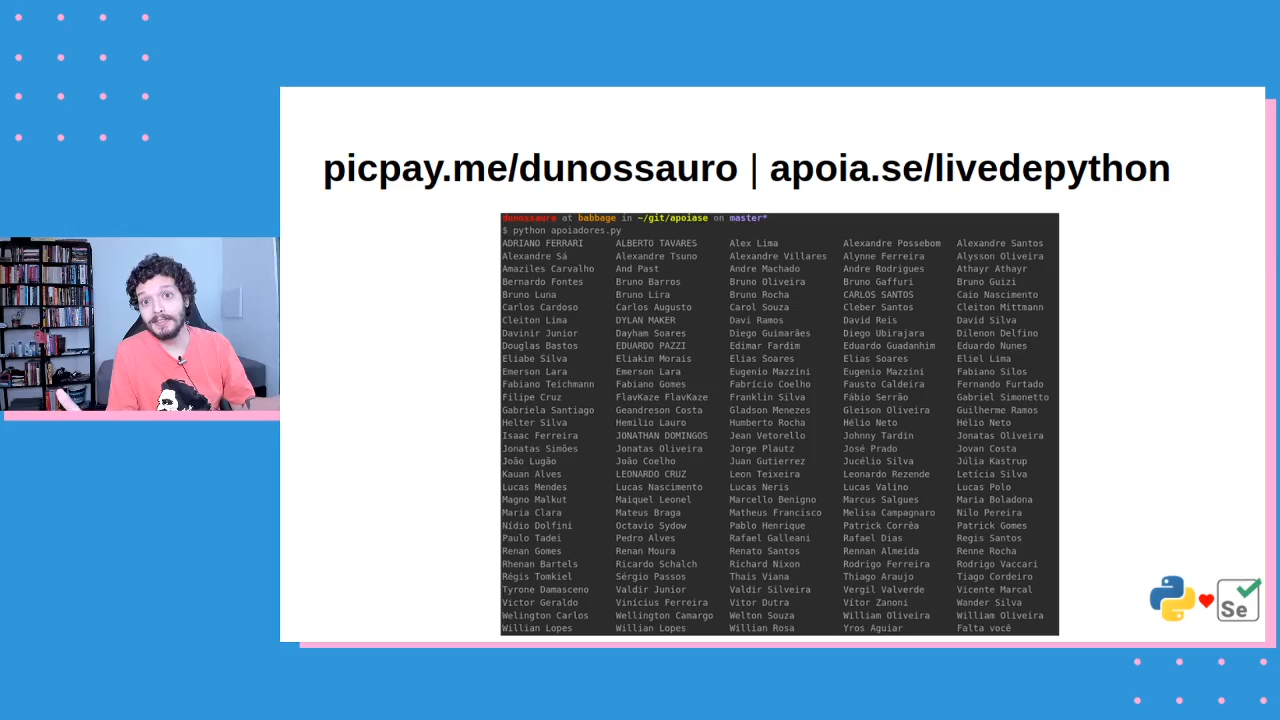 picpay.me/dunossauro | apoia.se/livedepython
dunossauro at babbage in ~/git/apoiase on master*
$ python apoiadores.py
ADRIANO FERRARI ALBERTO TAVARES Alex Lima Alexandre Possebom Alexandre Santos
Alexandre Sá Alexandre Tsuno Alexandre Villares Alynne Ferreira Alysson Oliveira
Amaziles Carvalho And Past Andre Machado Andre Rodrigues Athayr Athayr
Bernardo Fontes Bruno Barros Bruno Oliveira Bruno Gaffuri Bruno Guizi
Bruno Luna Bruno Lira Bruno Rocha CARLOS SANTOS Caio Nascimento
Carlos Cardoso Carlos Augusto Carol Souza Cleber Santos Cleiton Mittmann
Cleiton Lima DYLAN MAKER Davi Ramos David Reis David Silva
Davinir Junior Dayham Soares Diego Guimarães Diego Ubirajara Dilenon Delfino
Douglas Bastos EDUARDO PAZZI Edimar Fardim Eduardo Guadanhim Eduardo Nunes
Eliabe Silva Eliakim Morais Elias Soares Elias Soares Eliel Lima
Emerson Lara Emerson Lara Eugenio Mazzini Eugenio Mazzini Fabiano Silos
Fabiano Teichmann Fabiano Gomes Fabrício Coelho Fausto Caldeira Fernando Furtado
Filipe Cruz FlavKaze FlavKaze Franklin Silva Fábio Serrão Gabriel Simonetto
Gabriela Santiago Geandreson Costa Gladson Menezes Gleison Oliveira Guilherme Ramos
Helter Silva Hemilio Lauro Humberto Rocha Hélio Neto Hélio Neto
Isaac Ferreira JONATHAN DOMINGOS Jean Vetorello Johnny Tardin Jonatas Oliveira
Jonatas Simões Jonatas Oliveira Jorge Plautz José Prado Jovan Costa
João Lugão João Coelho Juan Gutierrez Jucélio Silva Júlia Kastrup
Kauan Alves LEONARDO CRUZ Leon Teixeira Leonardo Rezende Letícia Silva
Lucas Mendes Lucas Nascimento Lucas Neris Lucas Valino Lucas Polo
Magno Malkut Maiquel Leonel Marcello Benigno Marcus Salgues Maria Boladona
Maria Clara Mateus Braga Matheus Francisco Melisa Campagnaro Nilo Pereira
Nídio Dolfini Octavio Sydow Pablo Henrique Patrick Corrêa Patrick Gomes
Paulo Tadei Pedro Alves Rafael Galleani Rafael Dias Regis Santos
Renan Gomes Renan Moura Renato Santos Rennan Almeida Renne Rocha
Rhenan Bartels Ricardo Schalch Richard Nixon Rodrigo Ferreira Rodrigo Vaccari
Régis Tomkiel Sérgio Passos Thais Viana Thiago Araujo Tiago Cordeiro
Tyrone Damasceno Valdir Junior Valdir Silveira Vergil Valverde Vicente Marcal
Victor Geraldo Vinícius Ferreira Vitor Dutra Vítor Zanoni Wander Silva
Welington Carlos Wellington Camargo Welton Souza William Oliveira William Oliveira
Willian Lopes Willian Lopes Willian Rosa Yros Aguiar Falta você
Se